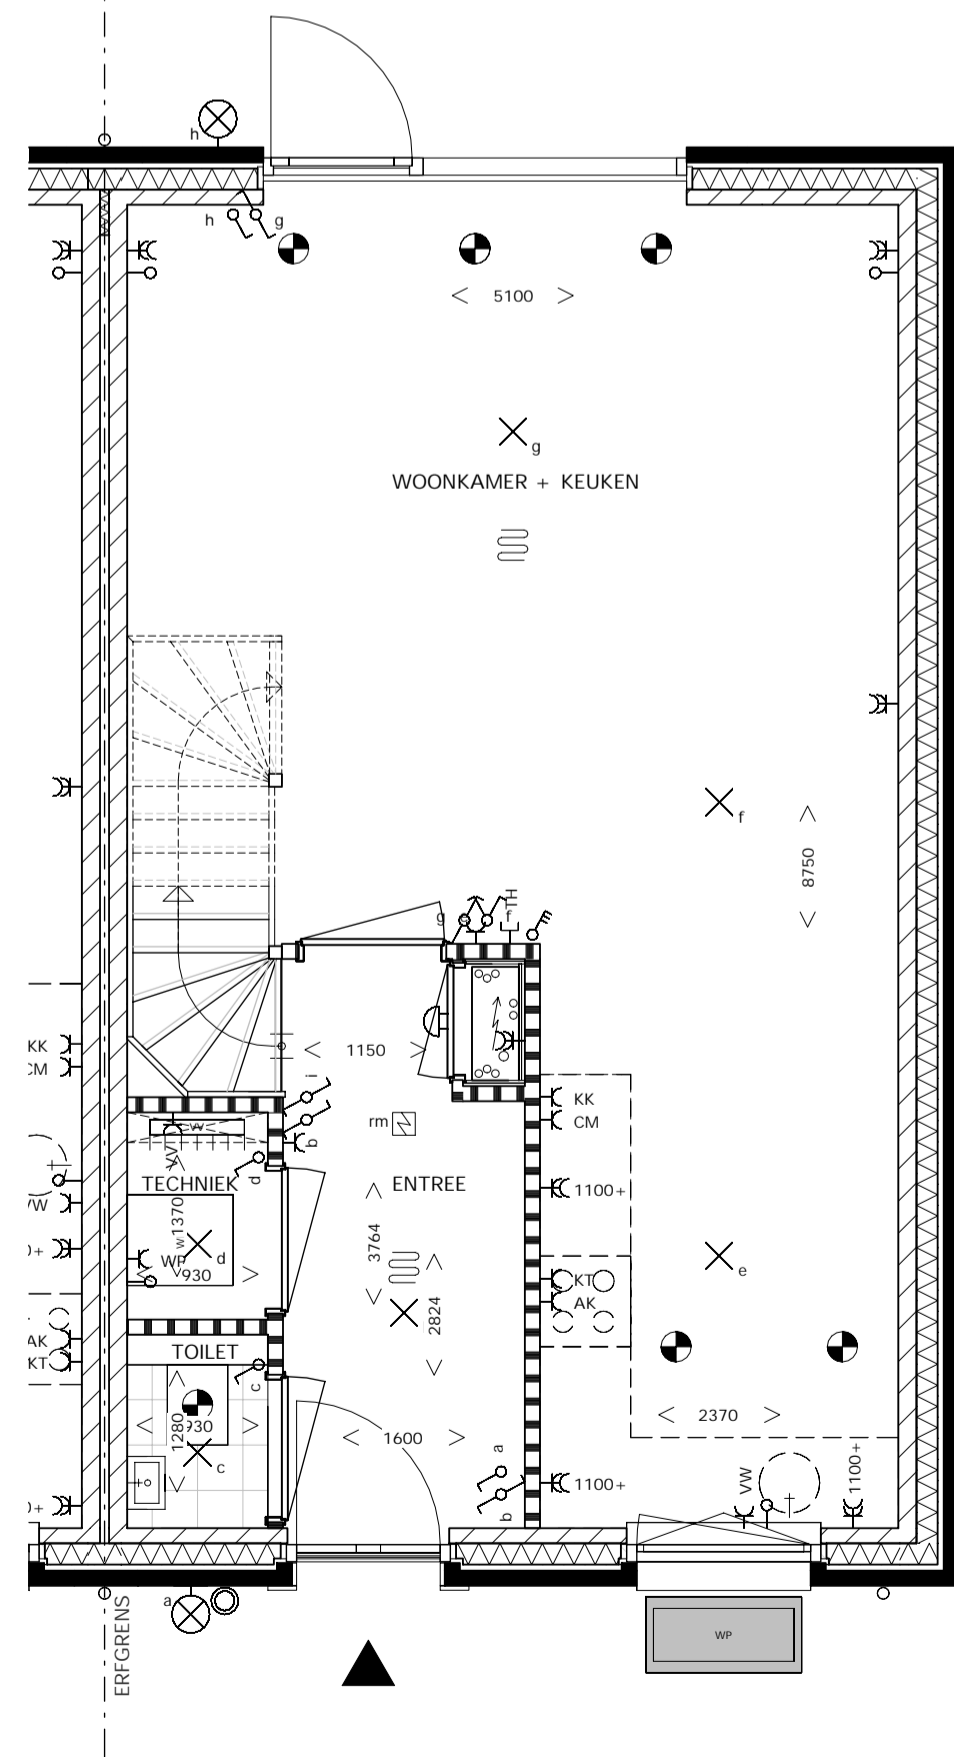 h
h
g
< 5100 >
g
WOONKAMER + KEUKEN
f
< 8750 >
TH
g
f
KK
CM
< 1150 >
i
KK
CM
rm
W
b
VV
TECHNIEK
d
ENTREE
1100+
< 1370 >
W
d
WP
< 930 >
< 3764 >
< 2824 >
e
KT
AK
AK
KT
TOILET
c
< 2370 >
< 930 >
< 1280 >
c
< 1600 >
a
b
1100+
VW
1100+
a
ERFGRENS
WP